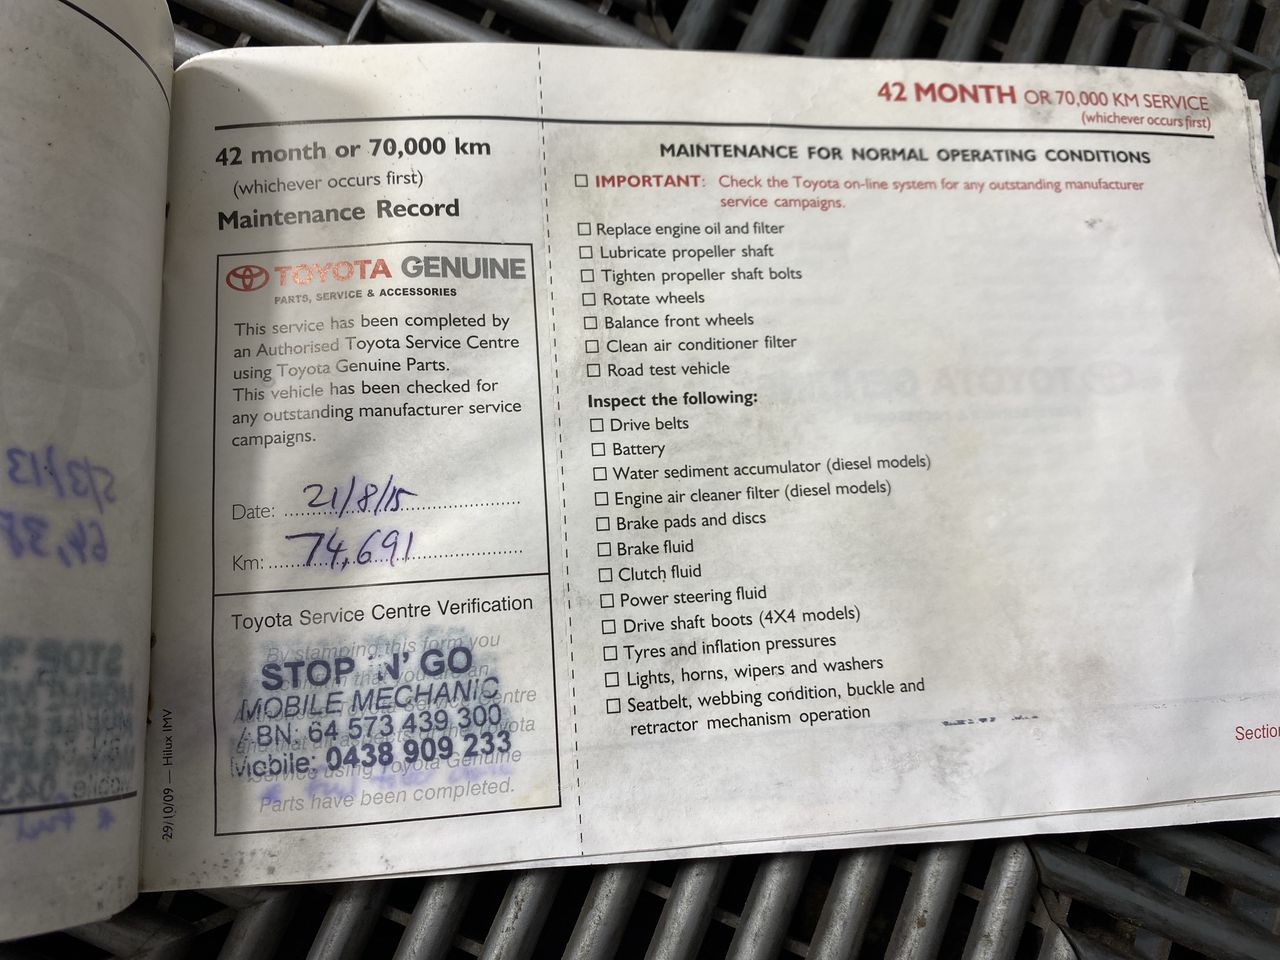 42 month or 70,000 km
(whichever occurs first)
Maintenance Record
TOYOTA GENUINE
PARTS, SERVICE & ACCESSORIES
This service has been completed by
an Authorised Toyota Service Centre
using Toyota Genuine Parts.
This vehicle has been checked for
any outstanding manufacturer service
campaigns.
Date: 21/8/15
Km: 74,691
Toyota Service Centre Verification
By stamping this form you
STOP 'N' GO
MOBILE MECHANIC
ABN: 64 573 439 300
Mobile: 0438 909 233
Service using Toyota Genuine
Parts have been completed.
29/10/09 — Hilux IMV
42 MONTH OR 70,000 KM SERVICE
(whichever occurs first)
MAINTENANCE FOR NORMAL OPERATING CONDITIONS
IMPORTANT: Check the Toyota on-line system for any outstanding manufacturer
service campaigns.
Replace engine oil and filter
Lubricate propeller shaft
Tighten propeller shaft bolts
Rotate wheels
Balance front wheels
Clean air conditioner filter
Road test vehicle
Inspect the following:
Drive belts
Battery
Water sediment accumulator (diesel models)
Engine air cleaner filter (diesel models)
Brake pads and discs
Brake fluid
Clutch fluid
Power steering fluid
Drive shaft boots (4X4 models)
Tyres and inflation pressures
Lights, horns, wipers and washers
Seatbelt, webbing condition, buckle and
retractor mechanism operation
Section